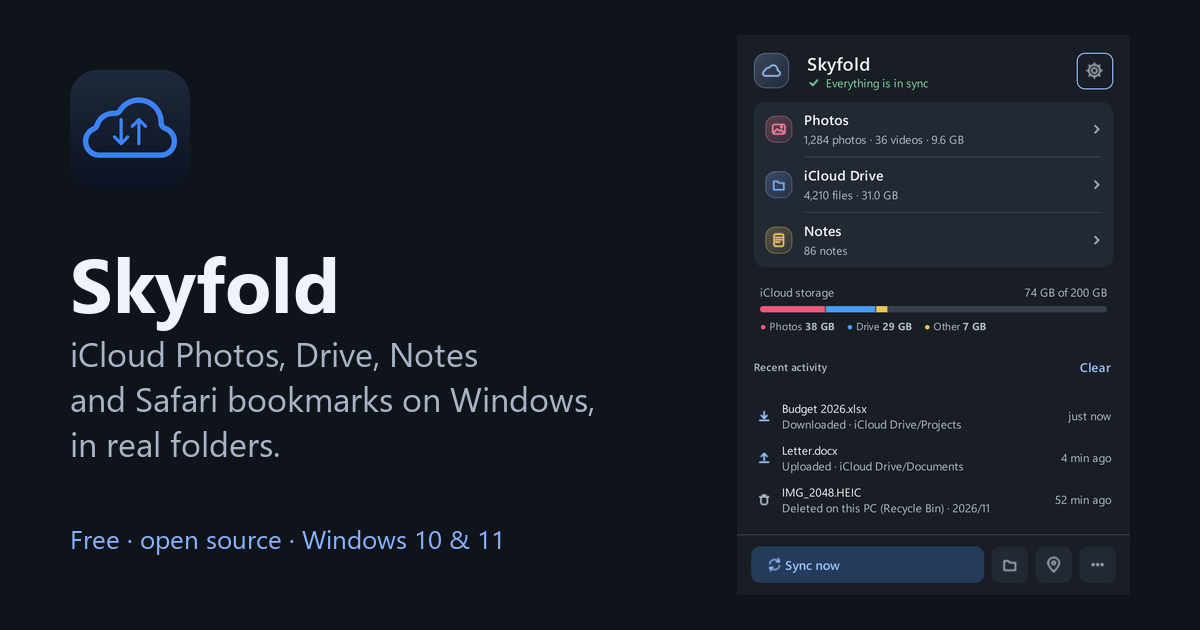 Skyfold
iCloud Photos, Drive, Notes
and Safari bookmarks on Windows,
in real folders.
Free · open source · Windows 10 & 11
Skyfold
Everything is in sync
Photos
1,284 photos · 36 videos · 9.6 GB
iCloud Drive
4,210 files · 31.0 GB
Notes
86 notes
iCloud storage 74 GB of 200 GB
Photos 38 GB Drive 29 GB Other 7 GB
Recent activity Clear
Budget 2026.xlsx
Downloaded · iCloud Drive/Projects just now
Letter.docx
Uploaded · iCloud Drive/Documents 4 min ago
IMG_2048.HEIC
Deleted on this PC (Recycle Bin) · 2026/11 52 min ago
Sync now